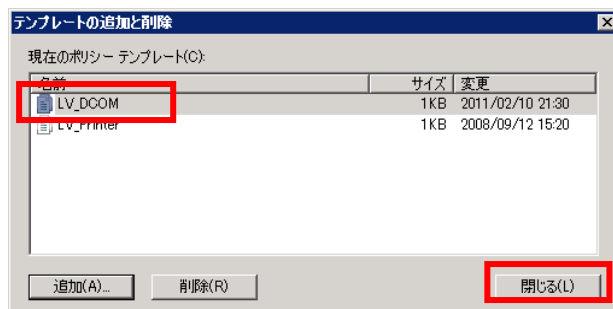 テンプレートの追加と削除
現在のポリシー テンプレート(C):
名前 サイズ 変更
LV_DCOM 1KB 2011/02/10 21:30
LV_Printer 1KB 2008/09/12 15:20
追加(A)... 削除(R) 閉じる(L)